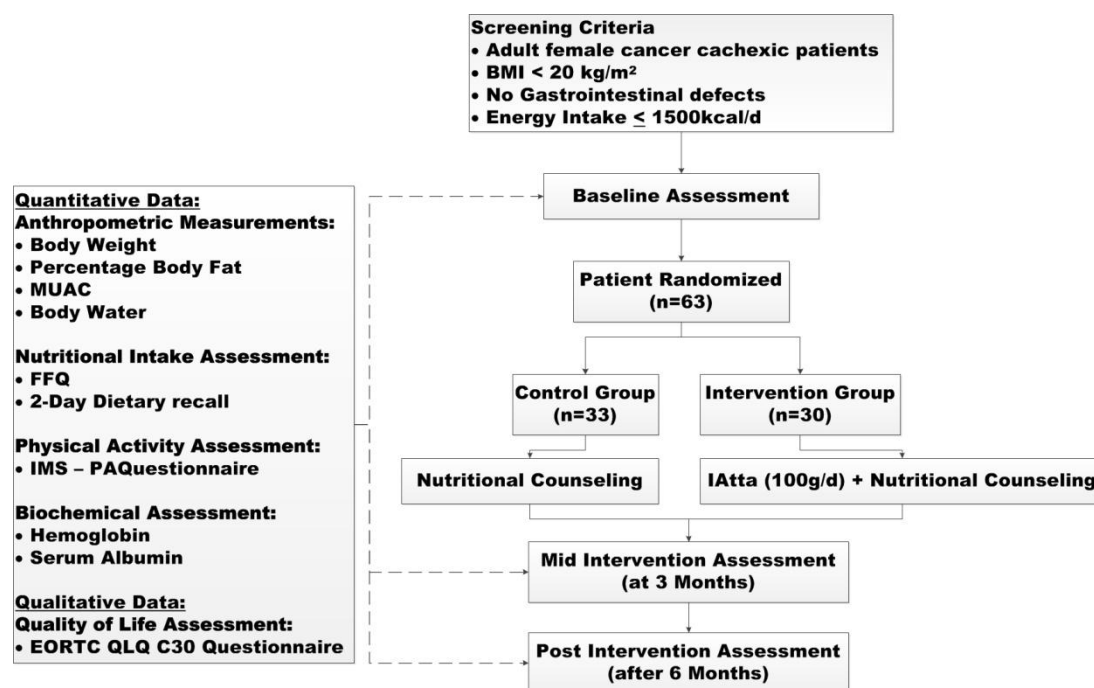 Screening Criteria
• Adult female cancer cachexic patients
• BMI < 20 kg/m²
• No Gastrointestinal defects
• Energy Intake ≤ 1500kcal/d
Baseline Assessment
Patient Randomized
(n=63)
Control Group
(n=33)
Intervention Group
(n=30)
Nutritional Counseling
IAtta (100g/d) + Nutritional Counseling
Mid Intervention Assessment
(at 3 Months)
Post Intervention Assessment
(after 6 Months)
Quantitative Data:
Anthropometric Measurements:
• Body Weight
• Percentage Body Fat
• MUAC
• Body Water
Nutritional Intake Assessment:
• FFQ
• 2-Day Dietary recall
Physical Activity Assessment:
• IMS – PAQuestionnaire
Biochemical Assessment:
• Hemoglobin
• Serum Albumin
Qualitative Data:
Quality of Life Assessment:
• EORTC QLQ C30 Questionnaire